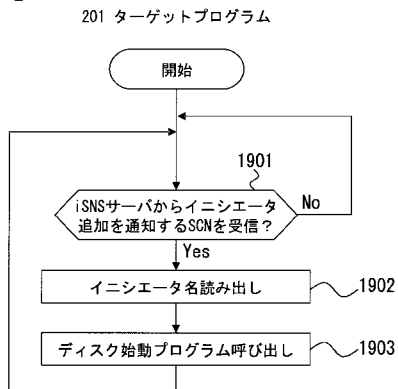 201 ターゲットプログラム
開始
1901
iSNSサーバからイニシエータ
追加を通知するSCNを受信？
No
Yes
イニシエータ名読み出し
1902
ディスク始動プログラム呼び出し
1903